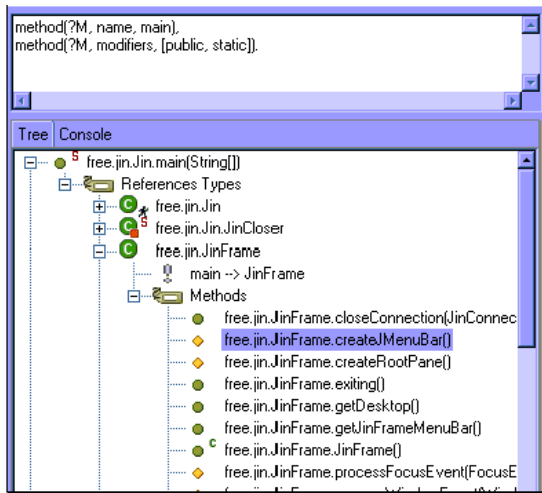 method(?M, name, main),
method(?M, modifiers, [public, static]).
Tree Console
S free.jin.Jin.main(String[])
References Types
C free.jin.Jin
C S free.jin.Jin.JinCloser
C free.jin.JinFrame
main --> JinFrame
Methods
free.jin.JinFrame.closeConnection(JinConnec
free.jin.JinFrame.createJMenuBar()
free.jin.JinFrame.createRootPane()
free.jin.JinFrame.exiting()
free.jin.JinFrame.getDesktop()
free.jin.JinFrame.getJinFrameMenuBar()
C free.jin.JinFrame.JinFrame()
free.jin.JinFrame.processFocusEvent(FocusE